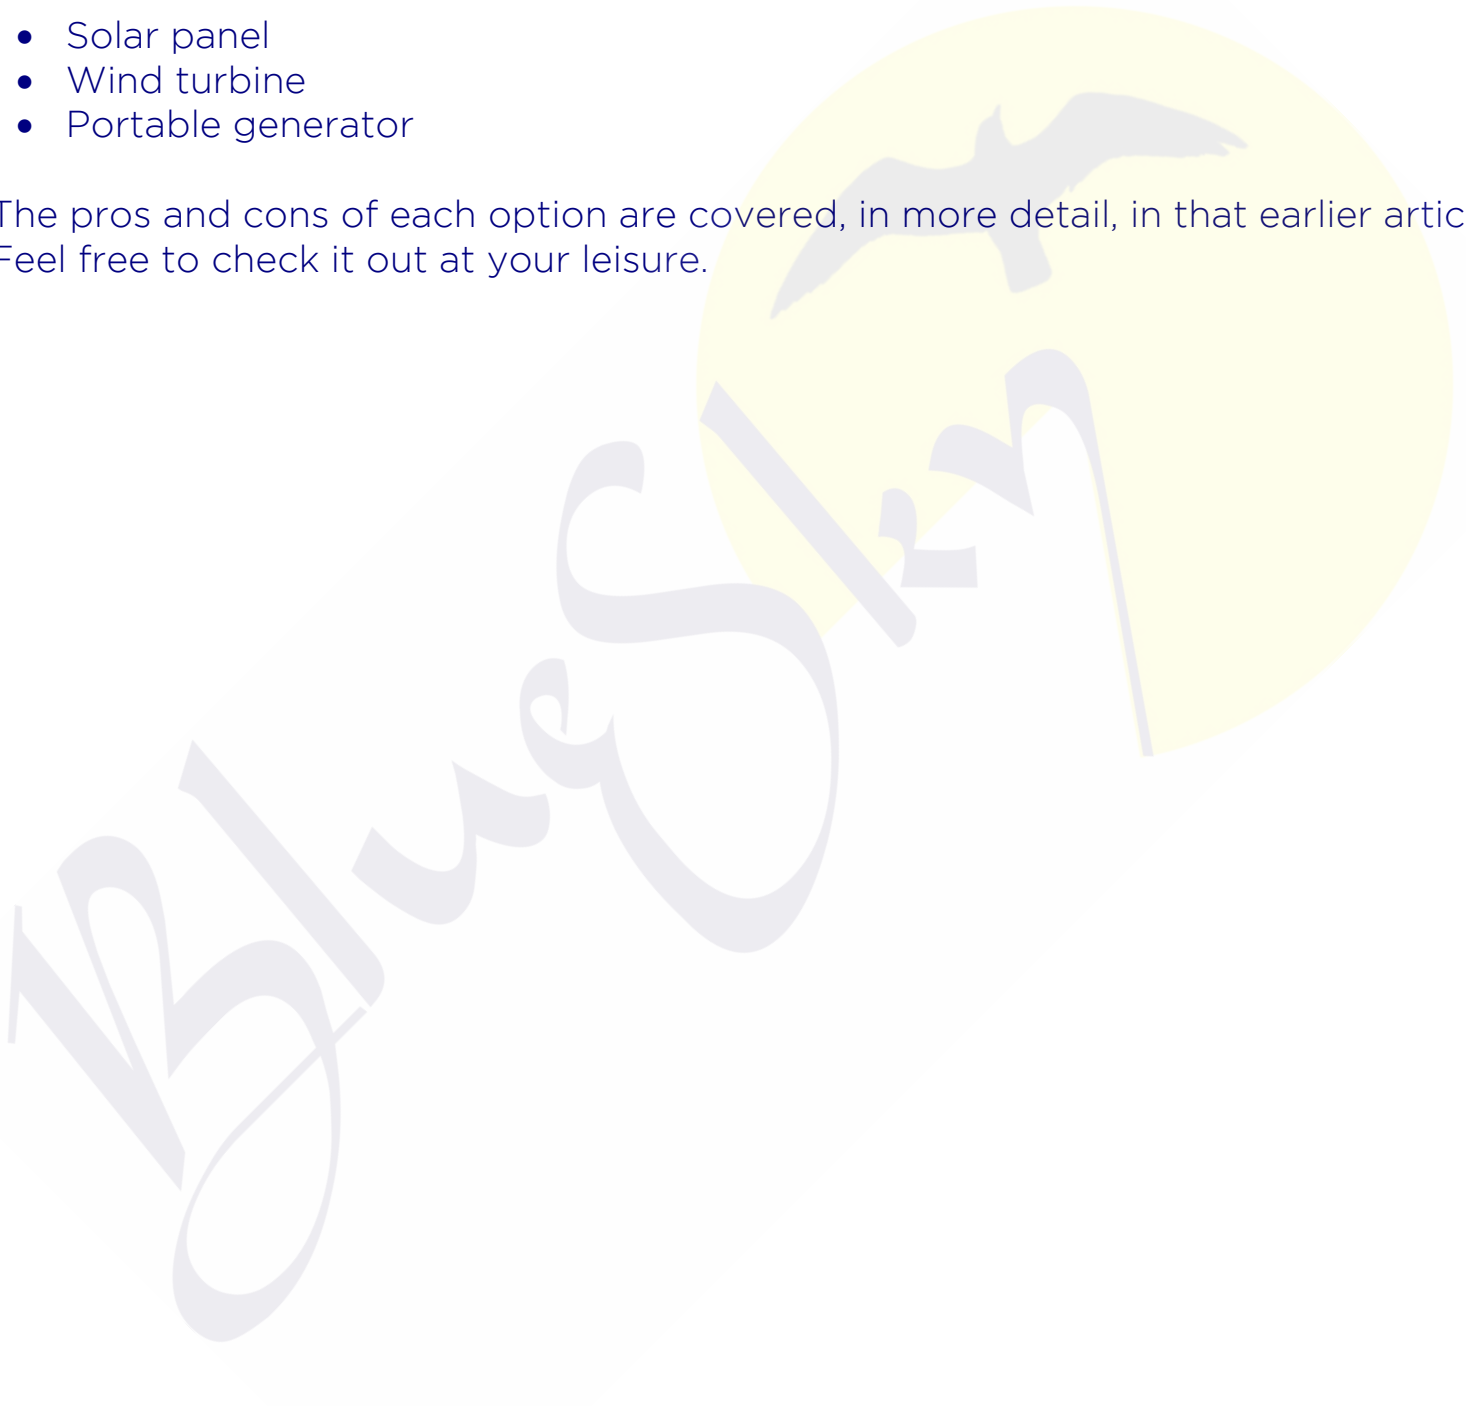 • Solar panel
• Wind turbine
• Portable generator
The pros and cons of each option are covered, in more detail, in that earlier artic
Feel free to check it out at your leisure.
BlueSky